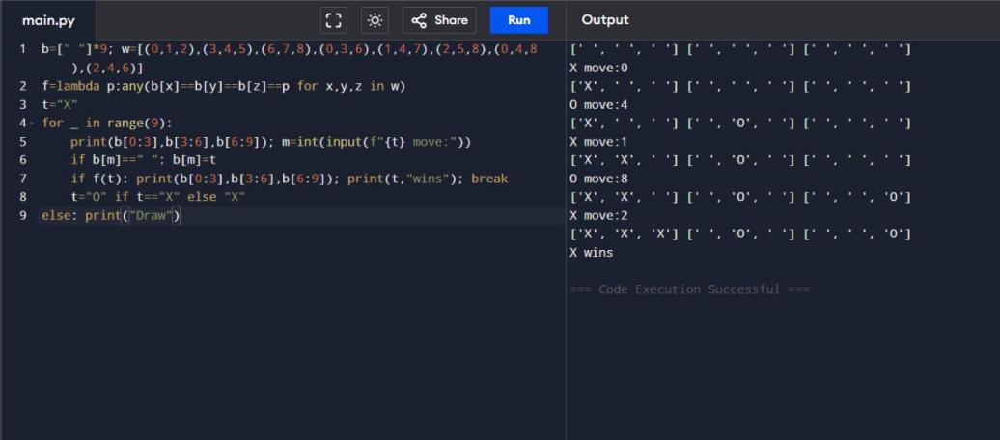 main.py
Share
Run
Output
1 b=[" "]*9; w=[(0,1,2),(3,4,5),(6,7,8),(0,3,6),(1,4,7),(2,5,8),(0,4,8
),(2,4,6)]
2 f=lambda p:any(b[x]==b[y]==b[z]==p for x,y,z in w)
3 t="X"
4 for _ in range(9):
5     print(b[0:3],b[3:6],b[6:9]); m=int(input(f"{t} move:"))
6     if b[m]==" ": b[m]=t
7     if f(t): print(b[0:3],b[3:6],b[6:9]); print(t,"wins"); break
8     t="O" if t=="X" else "X"
9 else: print("Draw")
[' ', ' ', ' '] [' ', ' ', ' '] [' ', ' ', ' ']
X move:0
['X', ' ', ' '] [' ', ' ', ' '] [' ', ' ', ' ']
O move:4
['X', ' ', ' '] [' ', 'O', ' '] [' ', ' ', ' ']
X move:1
['X', 'X', ' '] [' ', 'O', ' '] [' ', ' ', ' ']
O move:8
['X', 'X', ' '] [' ', 'O', ' '] [' ', ' ', 'O']
X move:2
['X', 'X', 'X'] [' ', 'O', ' '] [' ', ' ', 'O']
X wins
=== Code Execution Successful ===